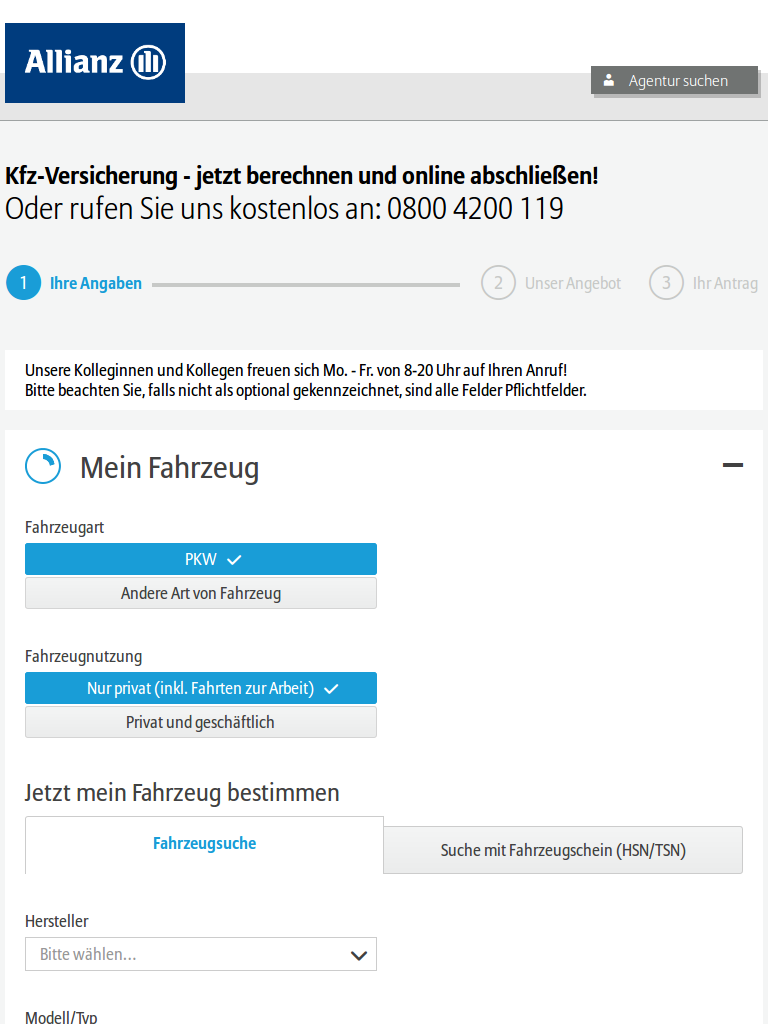 Allianz
Agentur suchen
Kfz-Versicherung - jetzt berechnen und online abschließen!
Oder rufen Sie uns kostenlos an: 0800 4200 119
1 Ihre Angaben
2 Unser Angebot
3 Ihr Antrag
Unsere Kolleginnen und Kollegen freuen sich Mo. - Fr. von 8-20 Uhr auf Ihren Anruf!
Bitte beachten Sie, falls nicht als optional gekennzeichnet, sind alle Felder Pflichtfelder.
Mein Fahrzeug
Fahrzeugart
PKW
Andere Art von Fahrzeug
Fahrzeugnutzung
Nur privat (inkl. Fahrten zur Arbeit)
Privat und geschäftlich
Jetzt mein Fahrzeug bestimmen
Fahrzeugsuche
Suche mit Fahrzeugschein (HSN/TSN)
Hersteller
Bitte wählen...
Modell/Typ